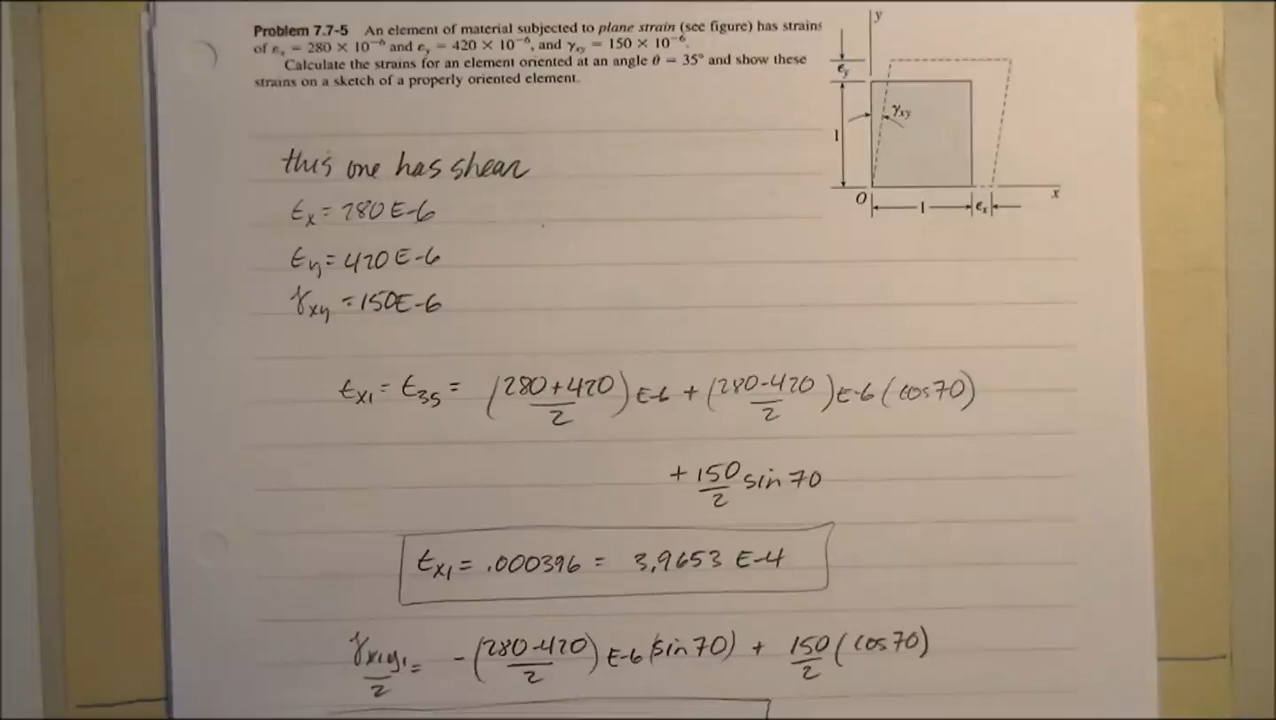 Problem 7.7-5 An element of material subjected to plane strain (see figure) has strains
of εx = 280 × 10⁻⁶ and εy = 420 × 10⁻⁶, and γxy = 150 × 10⁻⁶.
Calculate the strains for an element oriented at an angle θ = 35° and show these
strains on a sketch of a properly oriented element.
y
εy
γxy
1
O
1
εx
x
this one has shear
εx = 280 E-6
εy = 420 E-6
γxy = 150E-6
εx1 = ε35 = (280+420/2) E-6 + (280-420/2) E-6 (cos 70)
+ 150/2 sin 70
εx1 = .000396 = 3.9653 E-4
γx1y1/2 = -(280-420/2) E-6 (sin 70) + 150/2 (cos 70)